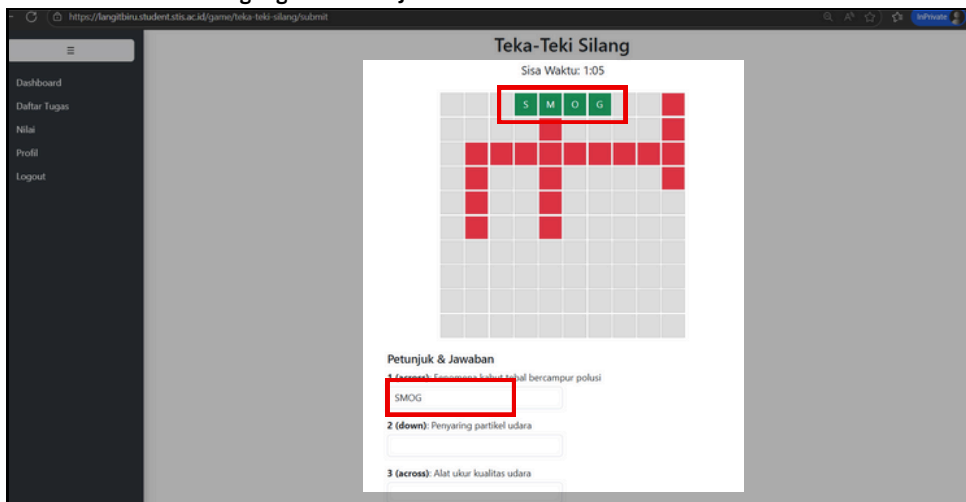 https://langitbiru.student.stis.ac.id/game/teka-teki-silang/submit
InPrivate
Teka-Teki Silang
Sisa Waktu: 1:05
Dashboard
Daftar Tugas
Nilai
Profil
Logout
S M O G
Petunjuk & Jawaban
1 (across): Fenomena kabut tebal bercampur polusi
SMOG
2 (down): Penyaring partikel udara
3 (across): Alat ukur kualitas udara